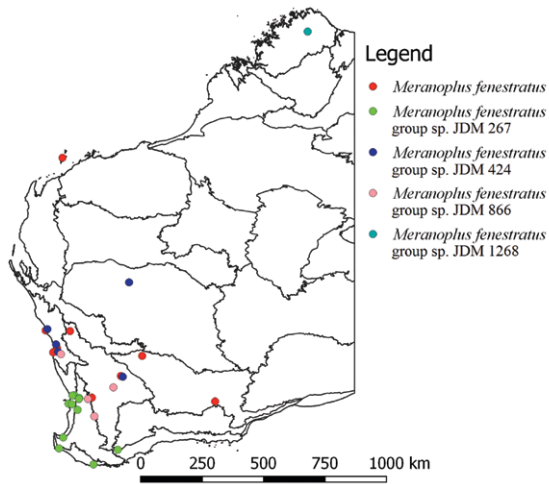 Legend
Meranoplus fenestratus
Meranoplus fenestratus
group sp. JDM 267
Meranoplus fenestratus
group sp. JDM 424
Meranoplus fenestratus
group sp. JDM 866
Meranoplus fenestratus
group sp. JDM 1268
0 250 500 750 1000 km